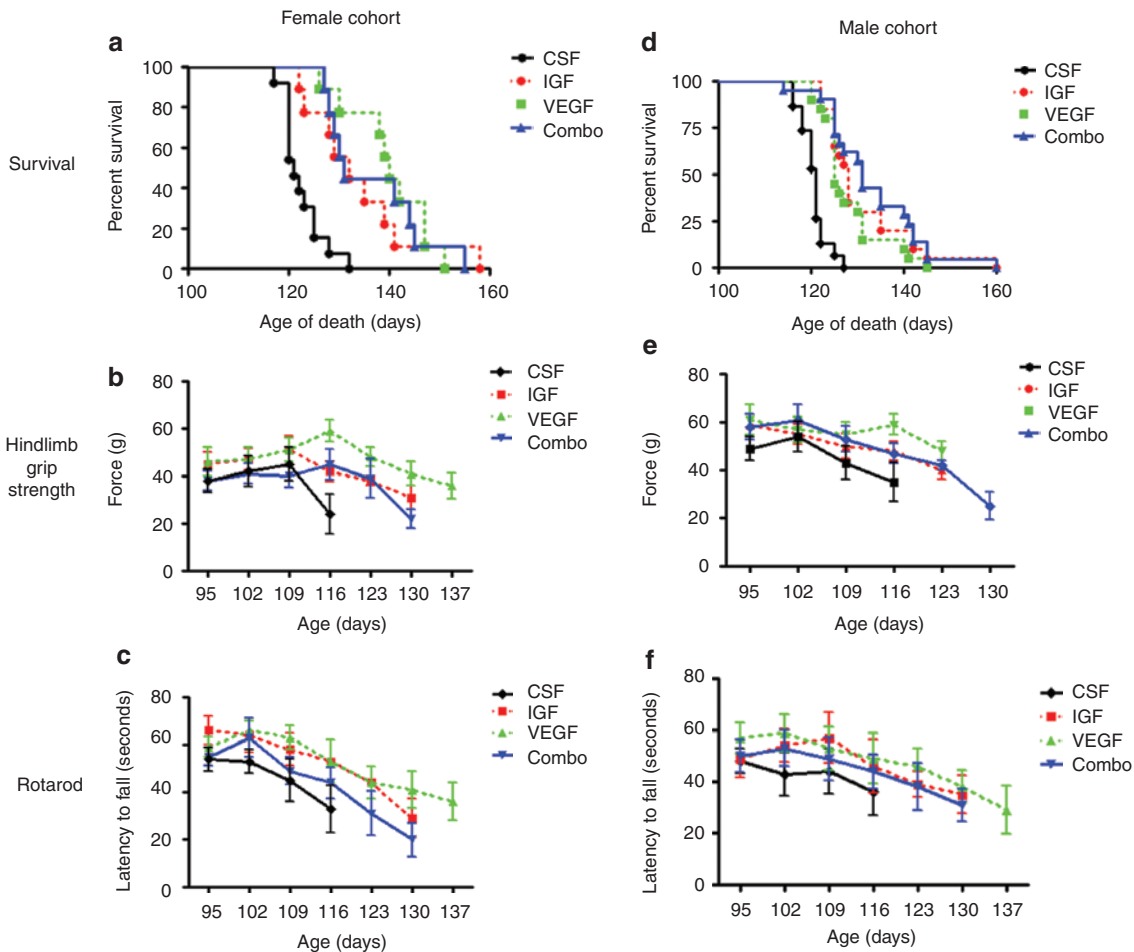 Female cohort
Male cohort
Survival
a
Percent survival
100
80
60
40
20
0
100
120
140
160
Age of death (days)
CSF
IGF
VEGF
Combo
d
Percent survival
100
75
50
25
0
100
120
140
160
Age of death (days)
CSF
IGF
VEGF
Combo
Hindlimb
grip
strength
b
Force (g)
80
60
40
20
0
95 102 109 116 123 130 137
Age (days)
CSF
IGF
VEGF
Combo
e
Force (g)
80
60
40
20
0
95 102 109 116 123 130
Age (days)
CSF
IGF
VEGF
Combo
Rotarod
c
Latency to fall (seconds)
80
60
40
20
0
95 102 109 116 123 130 137
Age (days)
CSF
IGF
VEGF
Combo
f
Latency to fall (seconds)
80
60
40
20
0
95 102 109 116 123 130 137
Age (days)
CSF
IGF
VEGF
Combo